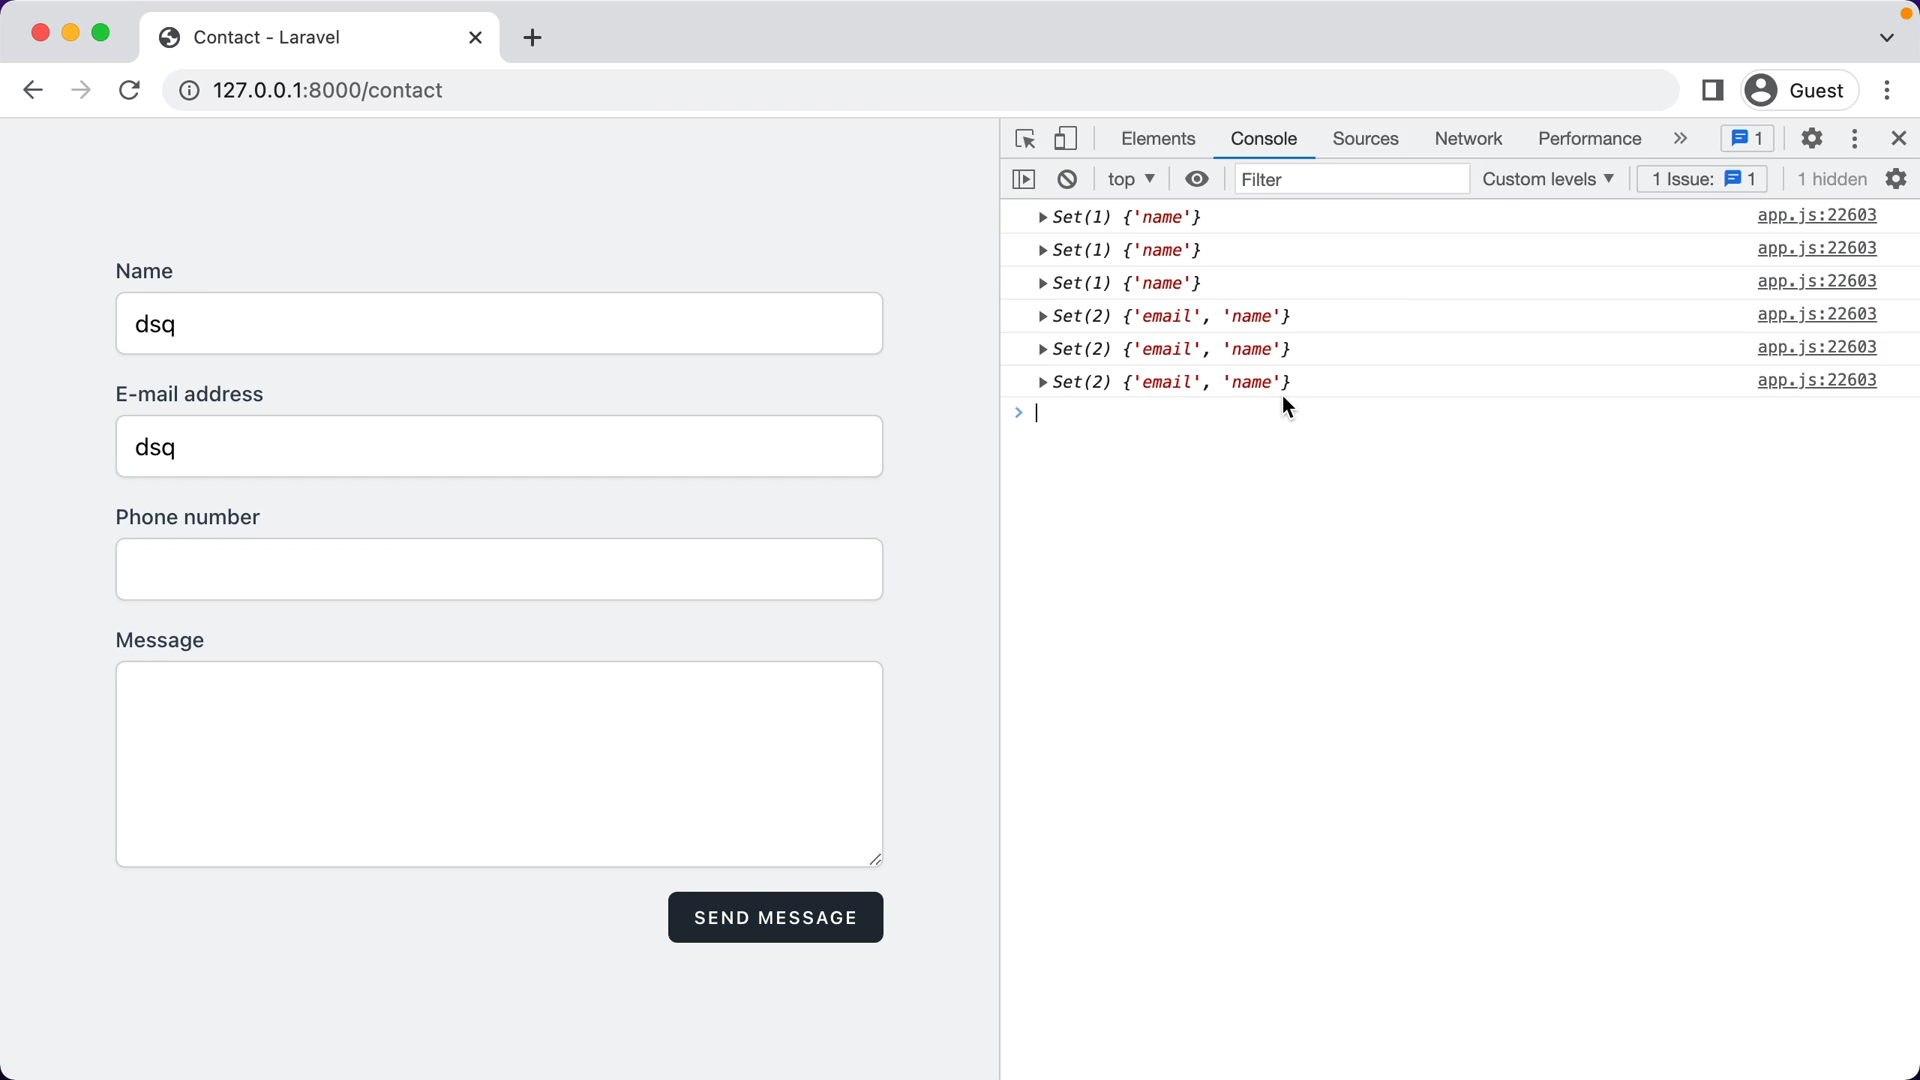 Contact - Laravel
127.0.0.1:8000/contact
Guest
Name
dsq
E-mail address
dsq
Phone number
Message
SEND MESSAGE
Elements Console Sources Network Performance 1
top Filter Custom levels 1 Issue: 1 1 hidden
Set(1) {'name'} app.js:22603
Set(1) {'name'} app.js:22603
Set(1) {'name'} app.js:22603
Set(2) {'email', 'name'} app.js:22603
Set(2) {'email', 'name'} app.js:22603
Set(2) {'email', 'name'} app.js:22603